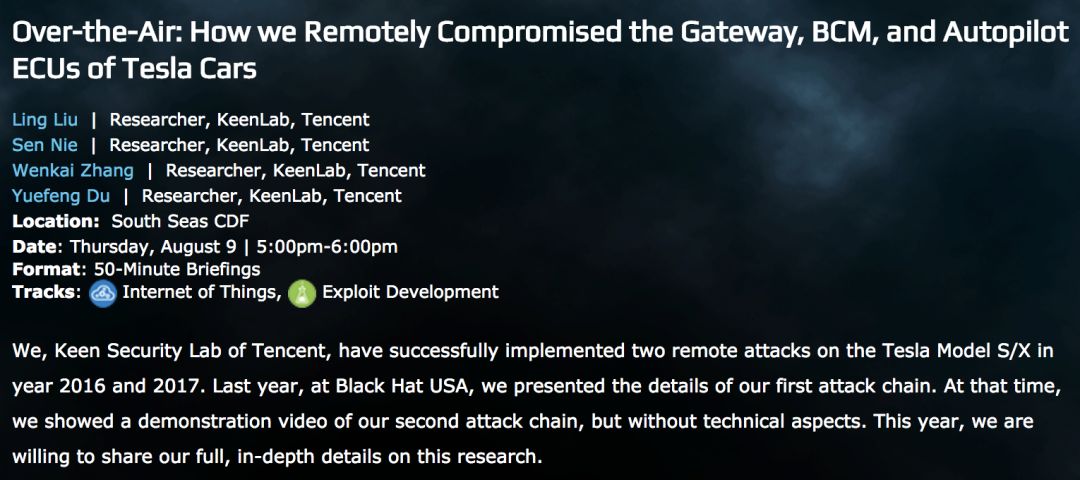 Over-the-Air: How we Remotely Compromised the Gateway, BCM, and Autopilot
ECUs of Tesla Cars
Ling Liu | Researcher, KeenLab, Tencent
Sen Nie | Researcher, KeenLab, Tencent
Wenkai Zhang | Researcher, KeenLab, Tencent
Yuefeng Du | Researcher, KeenLab, Tencent
Location: South Seas CDF
Date: Thursday, August 9 | 5:00pm-6:00pm
Format: 50-Minute Briefings
Tracks: Internet of Things, Exploit Development
We, Keen Security Lab of Tencent, have successfully implemented two remote attacks on the Tesla Model S/X in
year 2016 and 2017. Last year, at Black Hat USA, we presented the details of our first attack chain. At that time,
we showed a demonstration video of our second attack chain, but without technical aspects. This year, we are
willing to share our full, in-depth details on this research.